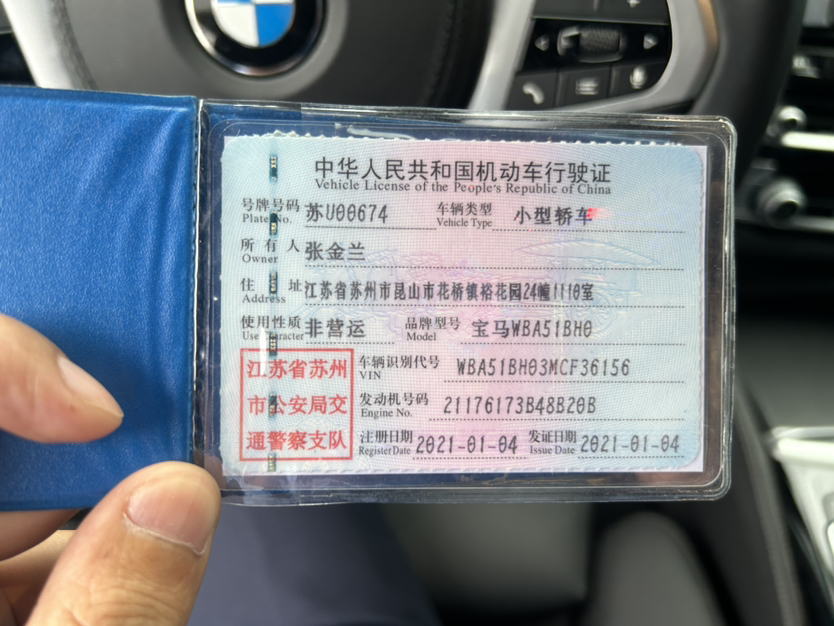 中华人民共和国机动车行驶证
Vehicle License of the People's Republic of China
号牌号码 Plate No. 苏U00674 车辆类型 Vehicle Type 小型轿车
所有人 Owner 张金兰
住址 Address 江苏省苏州市昆山市花桥镇裕花园24幢1110室
使用性质 Use Character 非营运 品牌型号 Model 宝马WBA51BH0
江苏省苏州市公安局交通警察支队
车辆识别代号 VIN WBA51BH03MCF36156
发动机号码 Engine No. 21176173B48B20B
注册日期 Register Date 2021-01-04 发证日期 Issue Date 2021-01-04